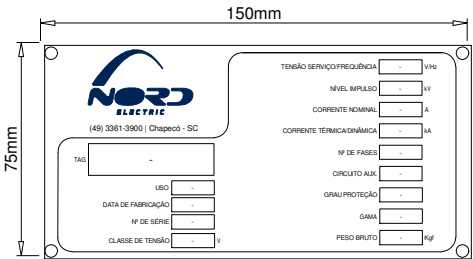 150mm
75mm
NORD
ELECTRIC
(49) 3361-3900 | Chapecó - SC
TAG -
USO -
DATA DE FABRICAÇÃO -
Nº DE SÉRIE -
CLASSE DE TENSÃO - V
TENSÃO SERVIÇO/FREQUÊNCIA - V/Hz
NÍVEL IMPULSO - kV
CORRENTE NOMINAL - A
CORRENTE TÉRMICA/DINÂMICA - kA
Nº DE FASES -
CIRCUITO AUX. -
GRAU PROTEÇÃO -
GAMA -
PESO BRUTO - Kgf